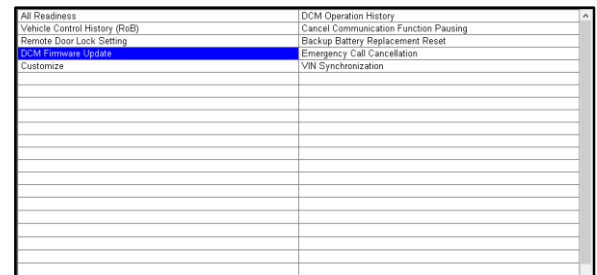 All Readiness
DCM Operation History
Vehicle Control History (RoB)
Cancel Communication Function Pausing
Remote Door Lock Setting
Backup Battery Replacement Reset
DCM Firmware Update
Emergency Call Cancellation
Customize
VIN Synchronization